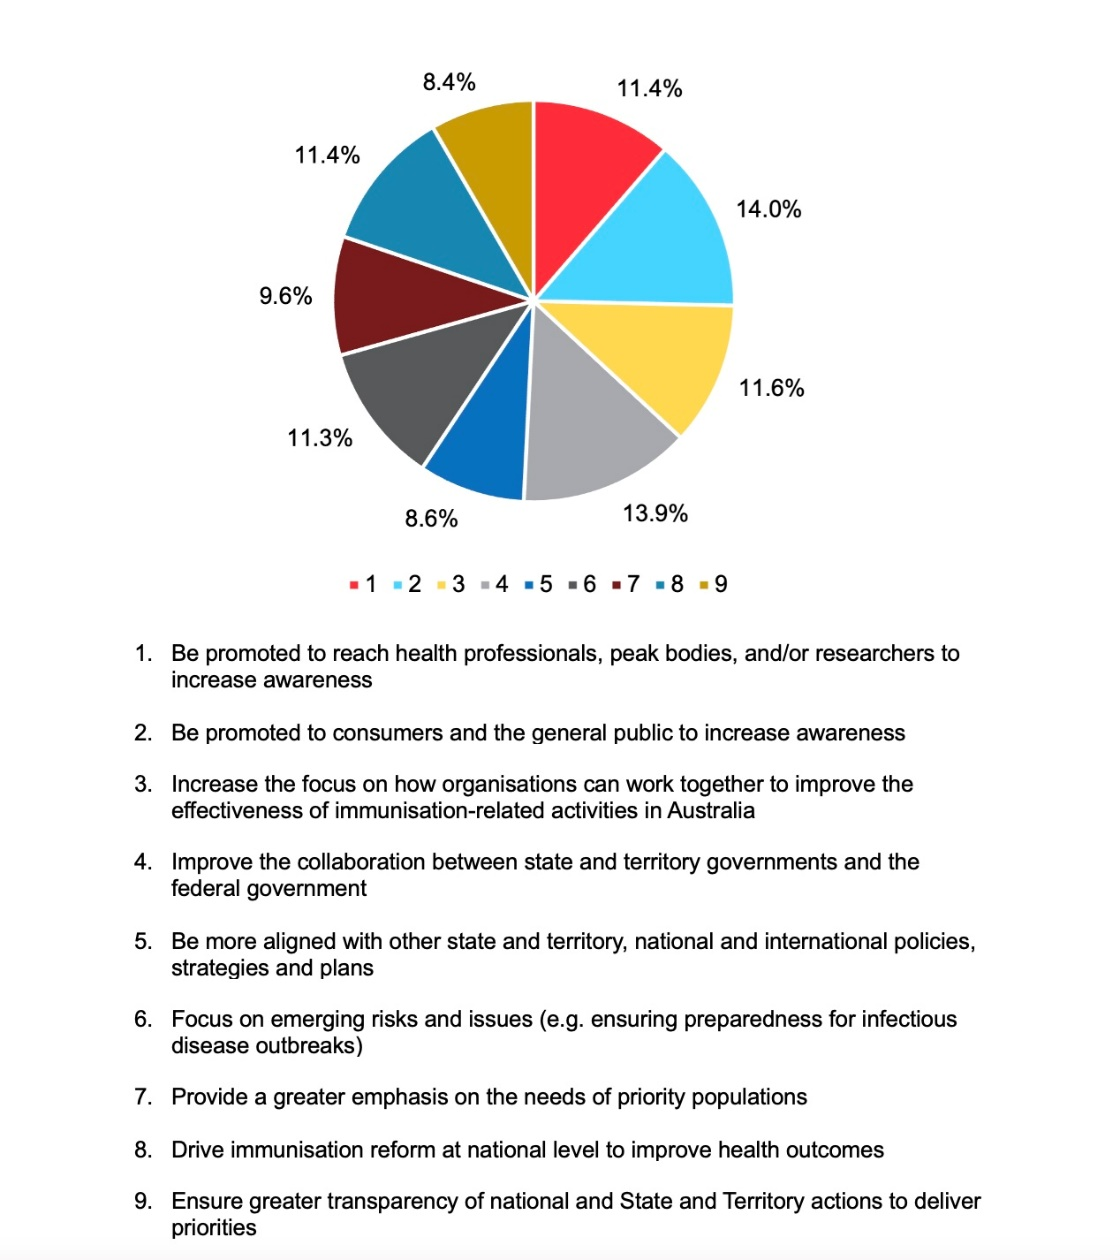 8.4%
11.4%
11.4%
14.0%
9.6%
11.6%
11.3%
8.6%
13.9%
1 2 3 4 5 6 7 8 9
1. Be promoted to reach health professionals, peak bodies, and/or researchers to
increase awareness
2. Be promoted to consumers and the general public to increase awareness
3. Increase the focus on how organisations can work together to improve the
effectiveness of immunisation-related activities in Australia
4. Improve the collaboration between state and territory governments and the
federal government
5. Be more aligned with other state and territory, national and international policies,
strategies and plans
6. Focus on emerging risks and issues (e.g. ensuring preparedness for infectious
disease outbreaks)
7. Provide a greater emphasis on the needs of priority populations
8. Drive immunisation reform at national level to improve health outcomes
9. Ensure greater transparency of national and State and Territory actions to deliver
priorities